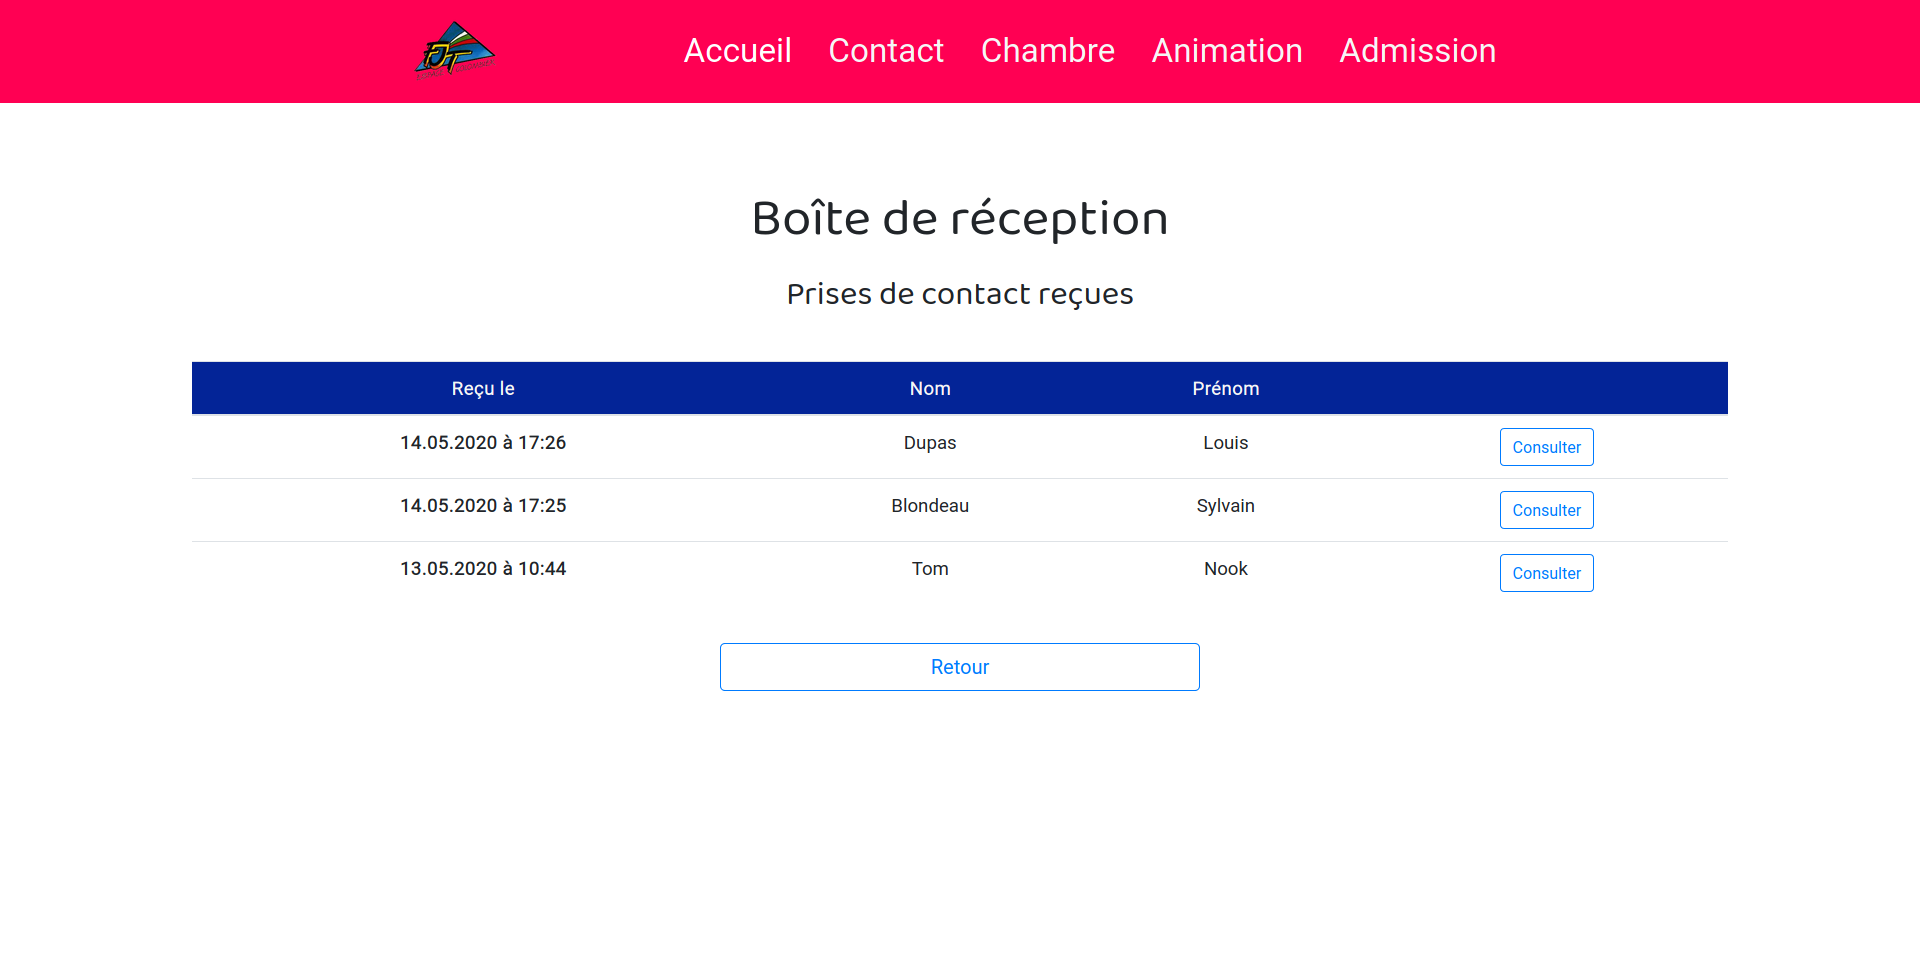 Accueil Contact Chambre Animation Admission
Boîte de réception
Prises de contact reçues
Reçu le Nom Prénom
14.05.2020 à 17:26 Dupas Louis Consulter
14.05.2020 à 17:25 Blondeau Sylvain Consulter
13.05.2020 à 10:44 Tom Nook Consulter
Retour